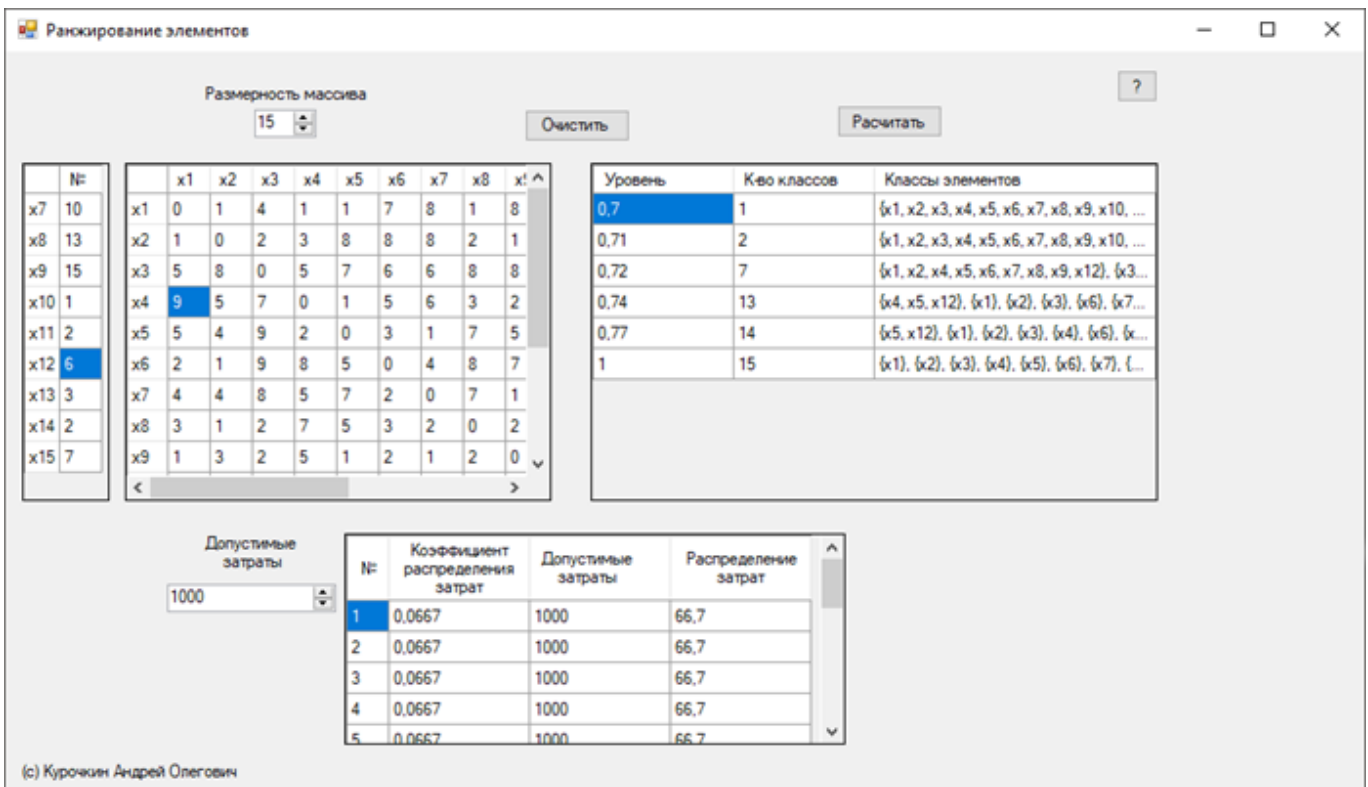 Ранжирование элементов
?
Размерность массива
15
Очистить
Расчитать
№
x7 10
x8 13
x9 15
x10 1
x11 2
x12 6
x13 3
x14 2
x15 7
x1 x2 x3 x4 x5 x6 x7 x8
x1 0 1 4 1 1 7 8 1 8
x2 1 0 2 3 8 8 8 2 1
x3 5 8 0 5 7 6 6 8 8
x4 9 5 7 0 1 5 6 3 2
x5 5 4 9 2 0 3 1 7 5
x6 2 1 9 8 5 0 4 8 7
x7 4 4 8 5 7 2 0 7 1
x8 3 1 2 7 5 3 2 0 2
x9 1 3 2 5 1 2 1 2 0
Уровень К-во классов Классы элементов
0,7 1 {x1, x2, x3, x4, x5, x6, x7, x8, x9, x10, ...
0,71 2 {x1, x2, x3, x4, x5, x6, x7, x8, x9, x10, ...
0,72 7 {x1, x2, x4, x5, x6, x7, x8, x9, x12}, {x3...
0,74 13 {x4, x5, x12}, {x1}, {x2}, {x3}, {x6}, {x7...
0,77 14 {x5, x12}, {x1}, {x2}, {x3}, {x4}, {x6}, {x...
1 15 {x1}, {x2}, {x3}, {x4}, {x5}, {x6}, {x7}, {...
Допустимые
затраты
1000
№ Коэффициент распределения затрат Допустимые затраты Распределение затрат
1 0,0667 1000 66,7
2 0,0667 1000 66,7
3 0,0667 1000 66,7
4 0,0667 1000 66,7
5 0,0667 1000 66,7
(c) Курочкин Андрей Олегович